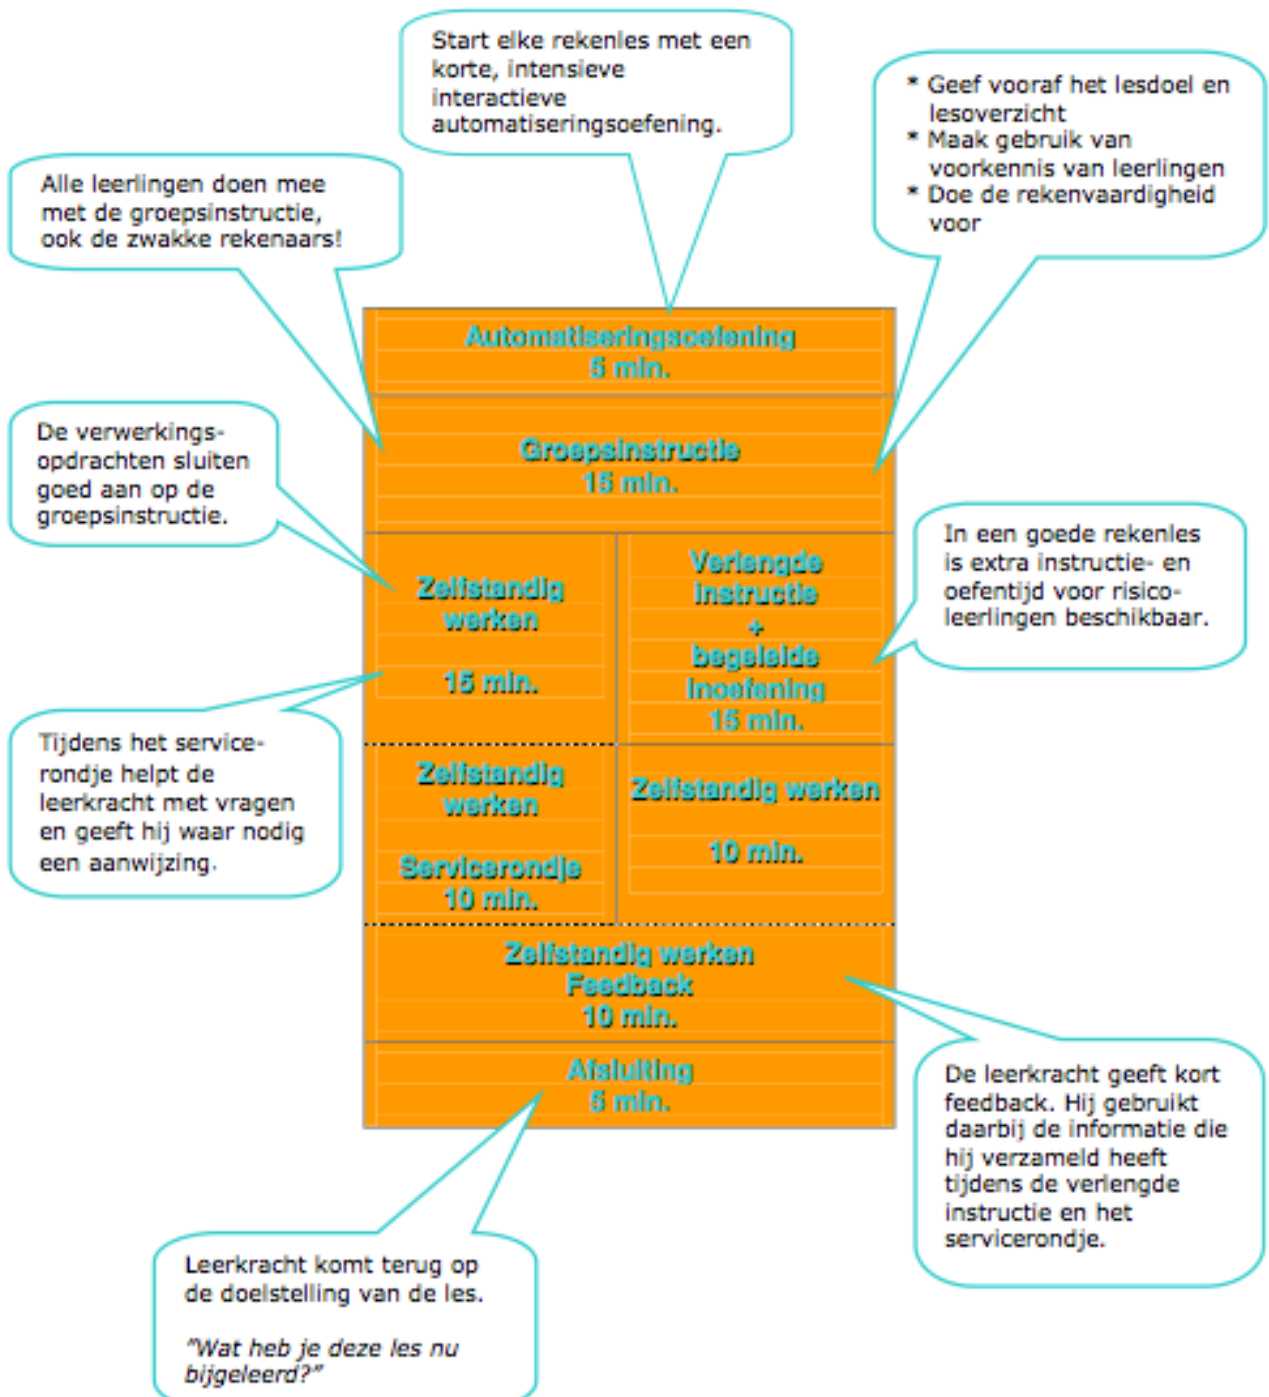 Start elke rekenles met een
korte, intensieve
interactieve
automatiseringsoefening.
* Geef vooraf het lesdoel en
lesoverzicht
* Maak gebruik van
voorkennis van leerlingen
* Doe de rekenvaardigheid
voor
Alle leerlingen doen mee
met de groepsinstructie,
ook de zwakke rekenaars!
Automatiseringsoefening
5 min.
Groepsinstructie
15 min.
De verwerkings-
opdrachten sluiten
goed aan op de
groepsinstructie.
Zelfstandig
werken
15 min.
Verlengde
instructie
+
begeleide
inoefening
15 min.
In een goede rekenles
is extra instructie- en
oefentijd voor risico-
leerlingen beschikbaar.
Tijdens het service-
rondje helpt de
leerkracht met vragen
en geeft hij waar nodig
een aanwijzing.
Zelfstandig
werken
Servicerondje
10 min.
Zelfstandig werken
10 min.
Zelfstandig werken
Feedback
10 min.
Afsluiting
5 min.
De leerkracht geeft kort
feedback. Hij gebruikt
daarbij de informatie die
hij verzameld heeft
tijdens de verlengde
instructie en het
servicerondje.
Leerkracht komt terug op
de doelstelling van de les.
"Wat heb je deze les nu
bijgeleerd?"